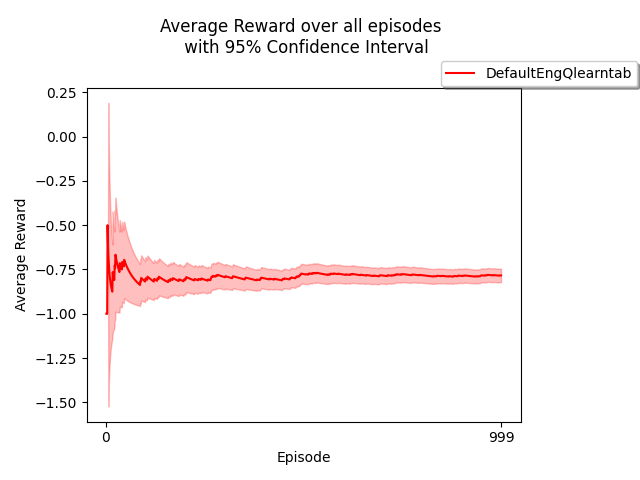 Average Reward over all episodes
with 95% Confidence Interval
DefaultEngQlearntab
0.25
0.00
−0.25
−0.50
−0.75
−1.00
−1.25
−1.50
Average Reward
0
999
Episode